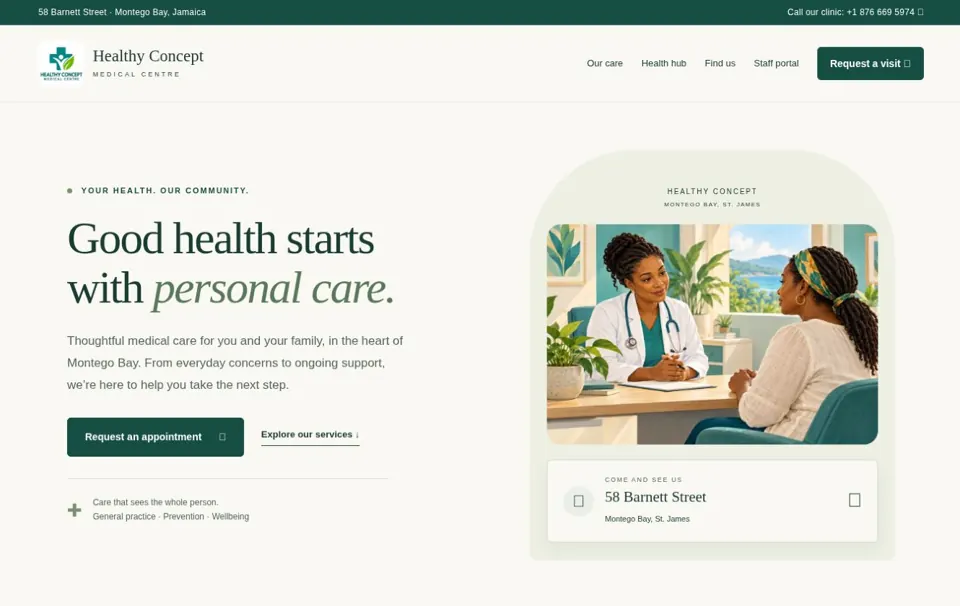 58 Barnett Street · Montego Bay, Jamaica
Call our clinic: +1 876 669 5974
HEALTHY CONCEPT
MEDICAL CENTRE
Healthy Concept
MEDICAL CENTRE
Our care
Health hub
Find us
Staff portal
Request a visit
YOUR HEALTH. OUR COMMUNITY.
Good health starts
with personal care.
Thoughtful medical care for you and your family, in the heart of
Montego Bay. From everyday concerns to ongoing support,
we’re here to help you take the next step.
Request an appointment
Explore our services ↓
Care that sees the whole person.
General practice · Prevention · Wellbeing
HEALTHY CONCEPT
MONTEGO BAY, ST. JAMES
COME AND SEE US
58 Barnett Street
Montego Bay, St. James